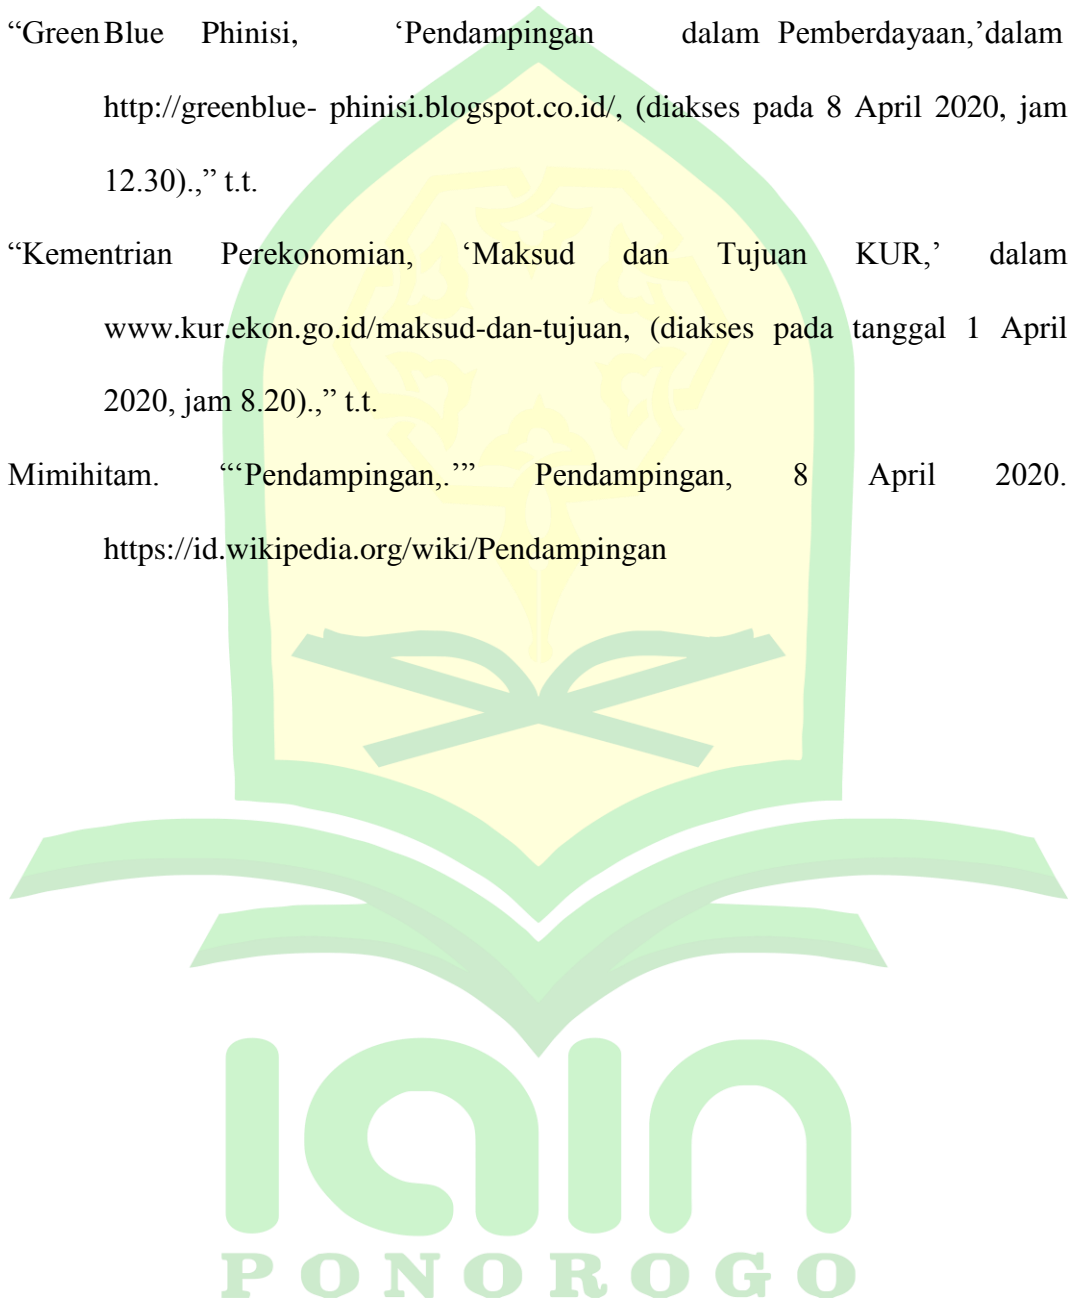 “Green Blue Phinisi, ‘Pendampingan dalam Pemberdayaan,’dalam
http://greenblue- phinisi.blogspot.co.id/, (diakses pada 8 April 2020, jam
12.30).,” t.t.
“Kementrian Perekonomian, ‘Maksud dan Tujuan KUR,’ dalam
www.kur.ekon.go.id/maksud-dan-tujuan, (diakses pada tanggal 1 April
2020, jam 8.20).,” t.t.
Mimihitam. “‘Pendampingan,.’” Pendampingan, 8 April 2020.
https://id.wikipedia.org/wiki/Pendampingan
iain
PONOROGO